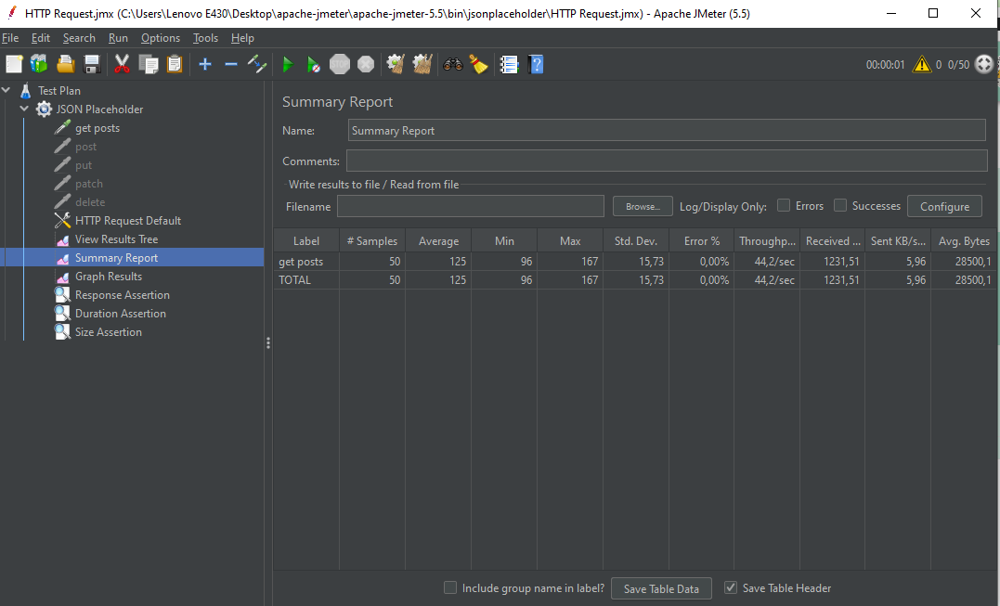 HTTP Request.jmx (C:\Users\Lenovo E430\Desktop\apache-jmeter\apache-jmeter-5.5\bin\jsonplaceholder\HTTP Request.jmx) - Apache JMeter (5.5)
File Edit Search Run Options Tools Help
STOP 00:00:01 0 0/50
Test Plan
JSON Placeholder
get posts
post
put
patch
delete
HTTP Request Default
View Results Tree
Summary Report
Graph Results
Response Assertion
Duration Assertion
Size Assertion
Summary Report
Name: Summary Report
Comments:
Write results to file / Read from file
Filename Browse... Log/Display Only: Errors Successes Configure
Label # Samples Average Min Max Std. Dev. Error % Throughp... Received ... Sent KB/s... Avg. Bytes
get posts 50 125 96 167 15,73 0,00% 44,2/sec 1231,51 5,96 28500,1
TOTAL 50 125 96 167 15,73 0,00% 44,2/sec 1231,51 5,96 28500,1
Include group name in label? Save Table Data Save Table Header